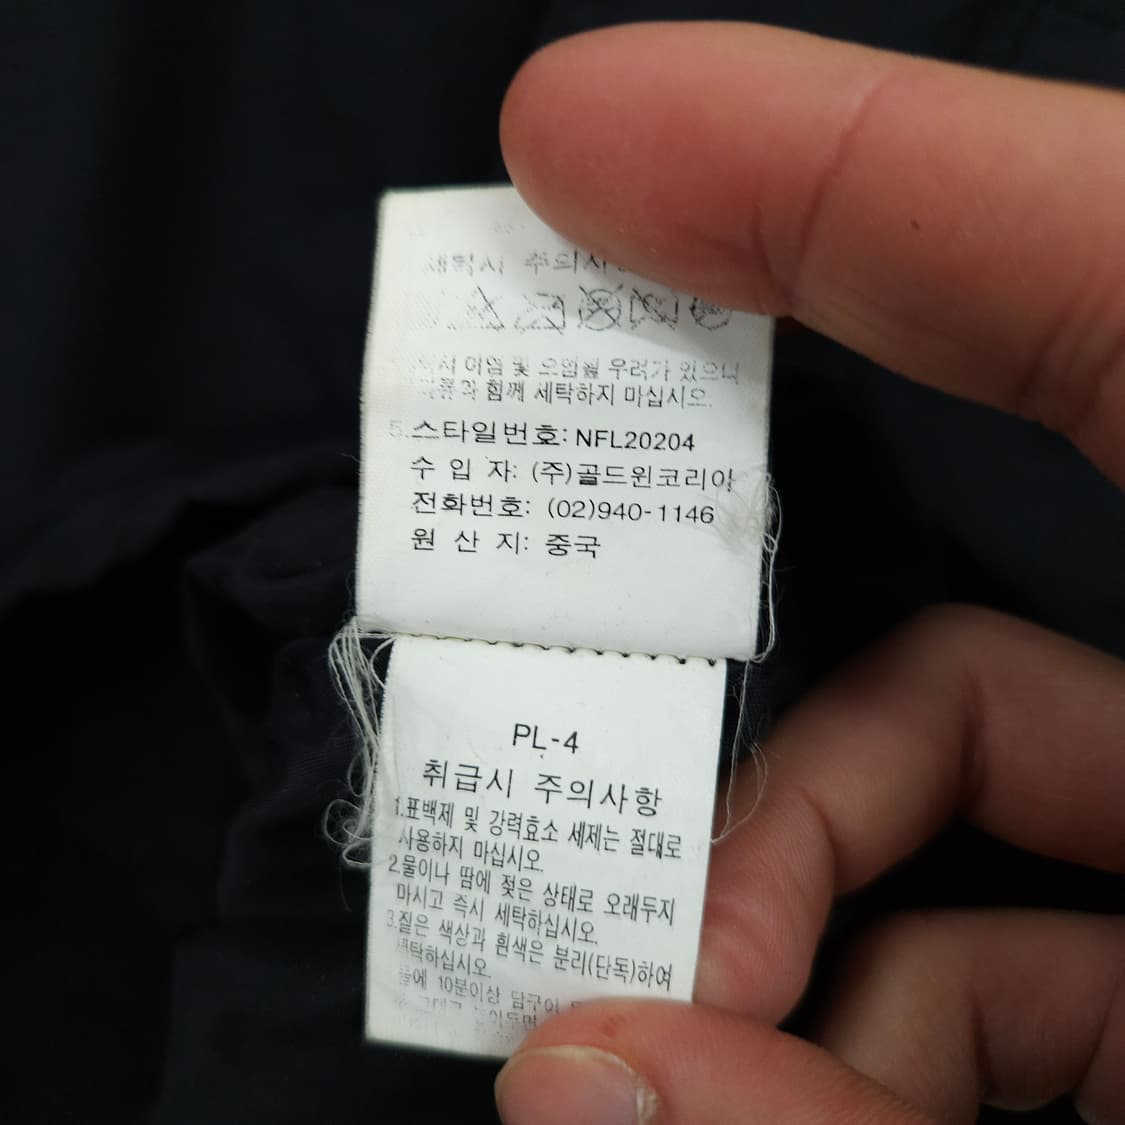 세탁시 주의사
이염 및 오염될 우려가 있으니
함께 세탁하지 마십시오.
5.스타일번호: NFL20204
수 입 자: (주)골드윈코리아
전화번호: (02)940-1146
원 산 지: 중국
PL-4
취급시 주의사항
1.표백제 및 강력효소 세제는 절대로
사용하지 마십시오.
2.물이나 땀에 젖은 상태로 오래두지
마시고 즉시 세탁하십시오.
3.짙은 색상과 흰색은 분리(단독)하여
세탁하십시오.
10분이상 담구어